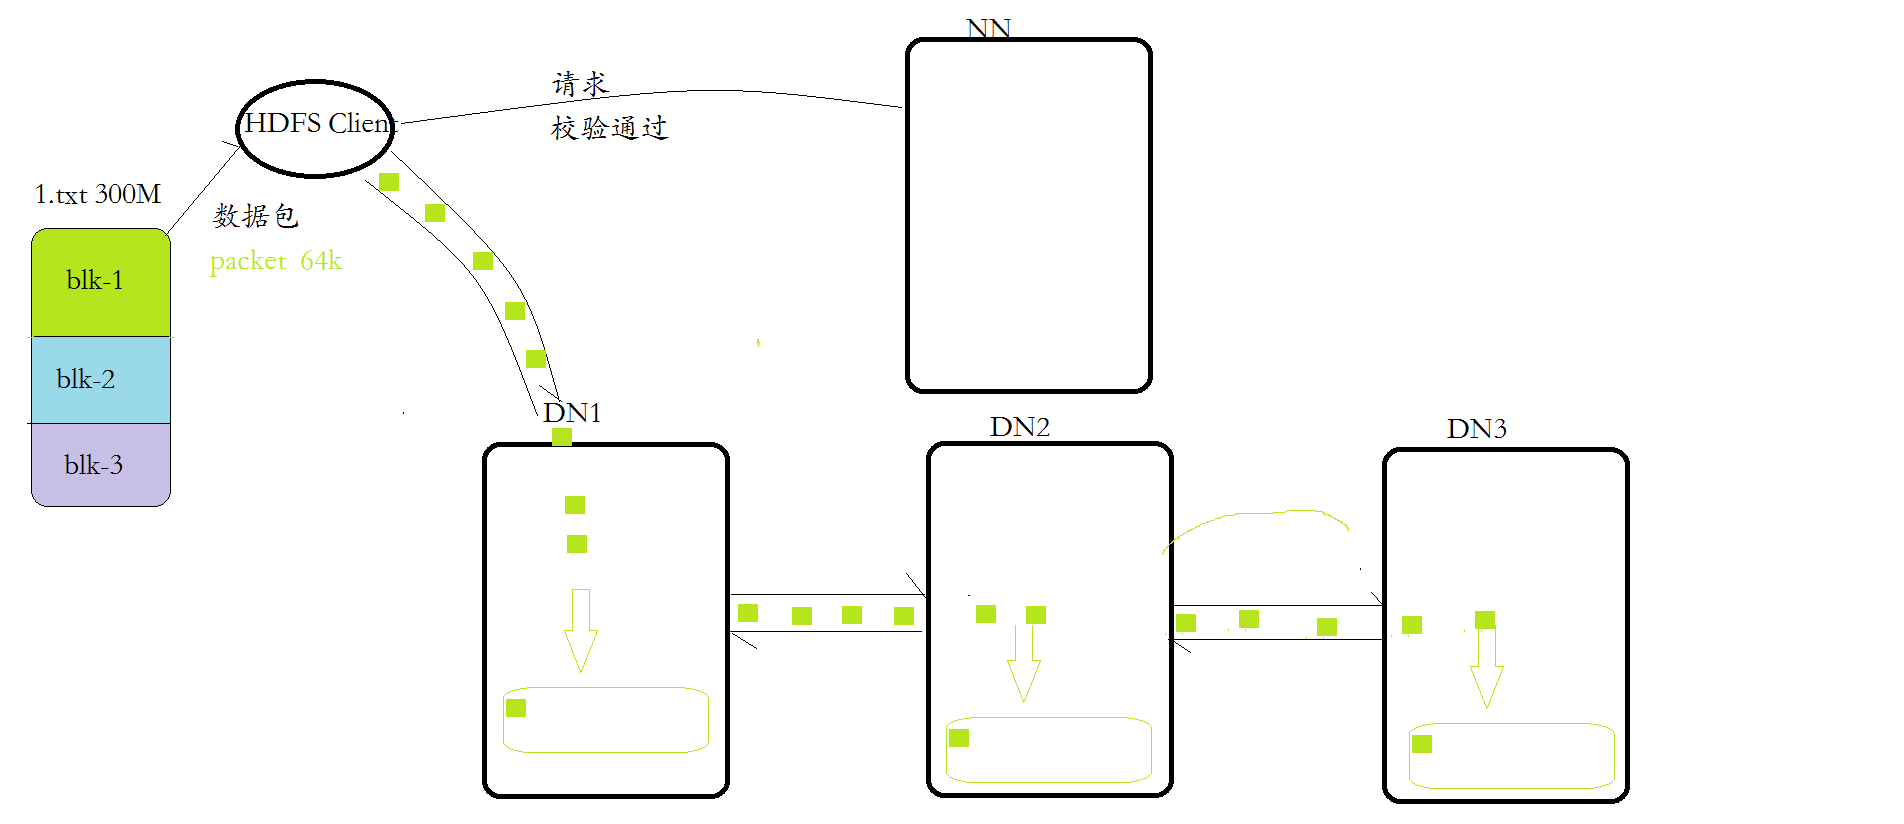 NN
请求
HDFS Client
校验通过
1.txt 300M
数据包
packet 64k
blk-1
blk-2
blk-3
DN1
DN2
DN3